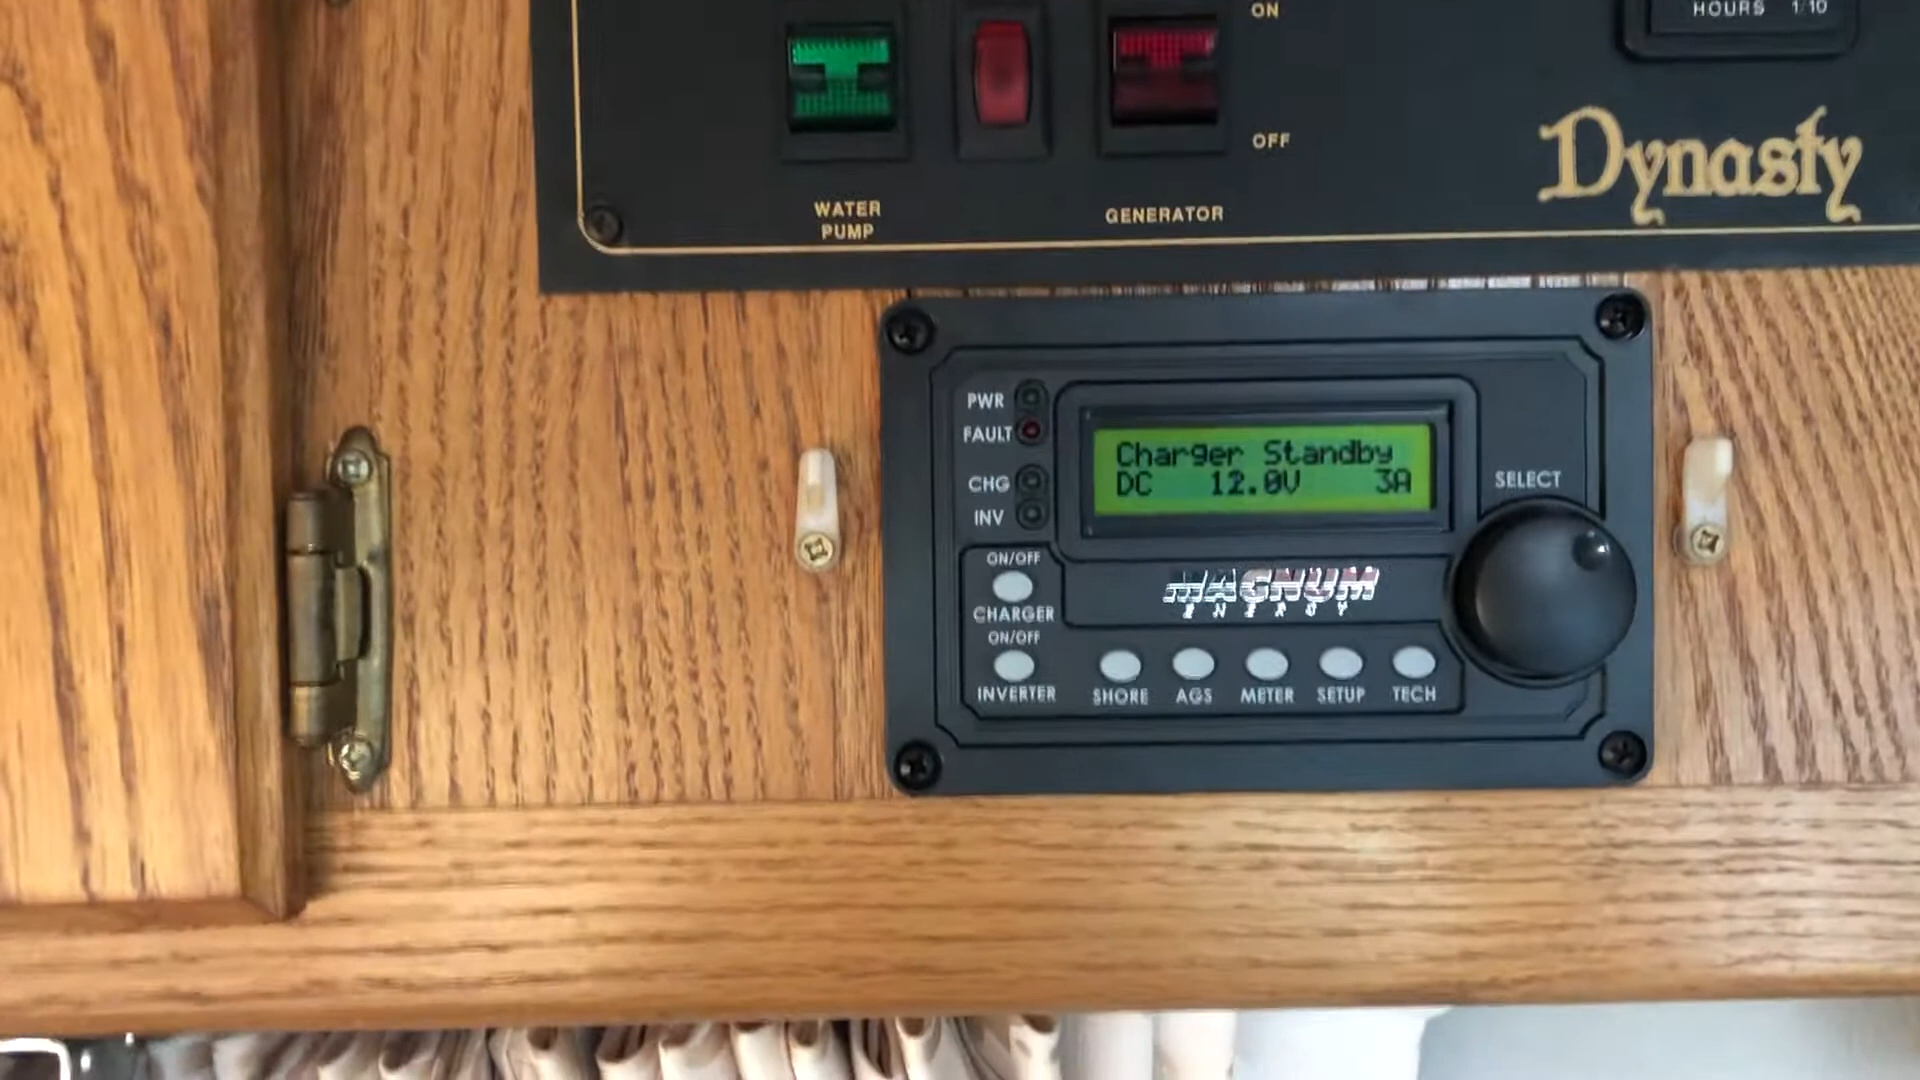 ON
HOURS 1/10
OFF
Dynasty
WATER
PUMP
GENERATOR
PWR
FAULT
CHG
INV
Charger Standby
DC 12.0V 3A
SELECT
ON/OFF
CHARGER
ON/OFF
INVERTER
MAGNUM
ENERGY
SHORE
AGS
METER
SETUP
TECH